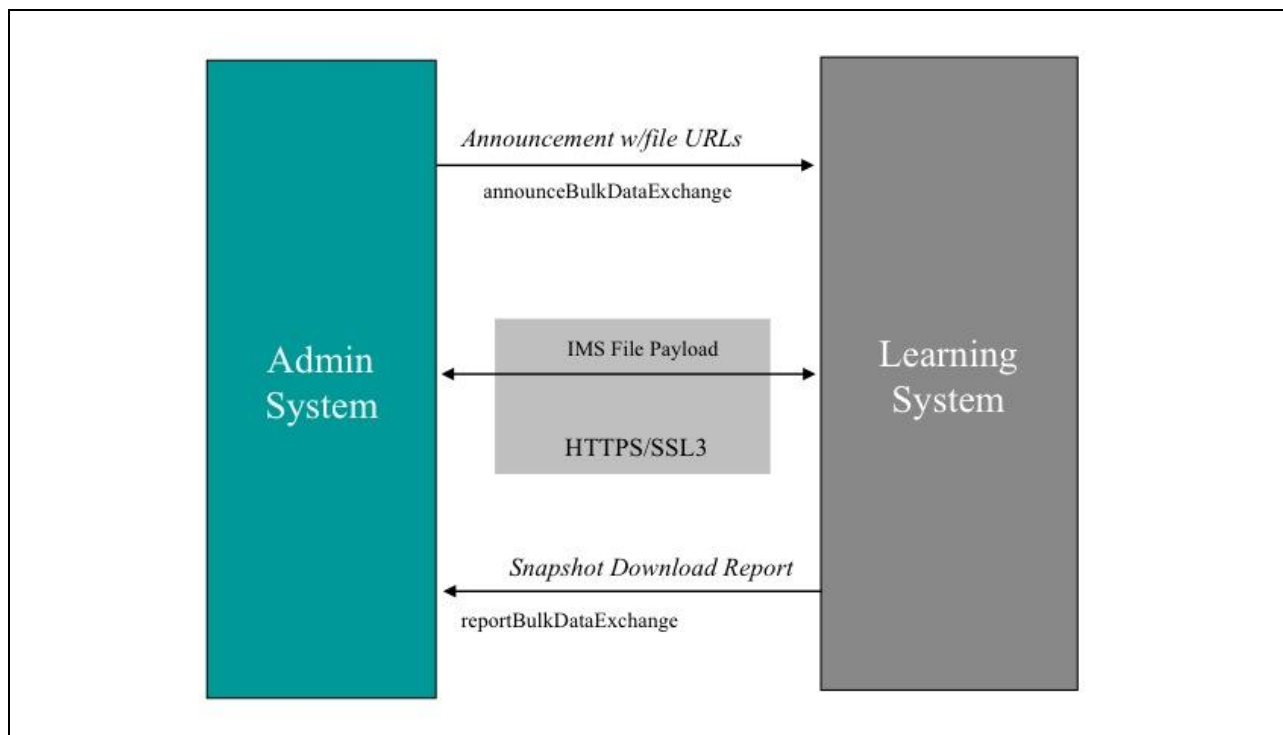 Announcement w/file URLs
announceBulkDataExchange
Admin
System
IMS File Payload
HTTPS/SSL3
Learning
System
Snapshot Download Report
reportBulkDataExchange